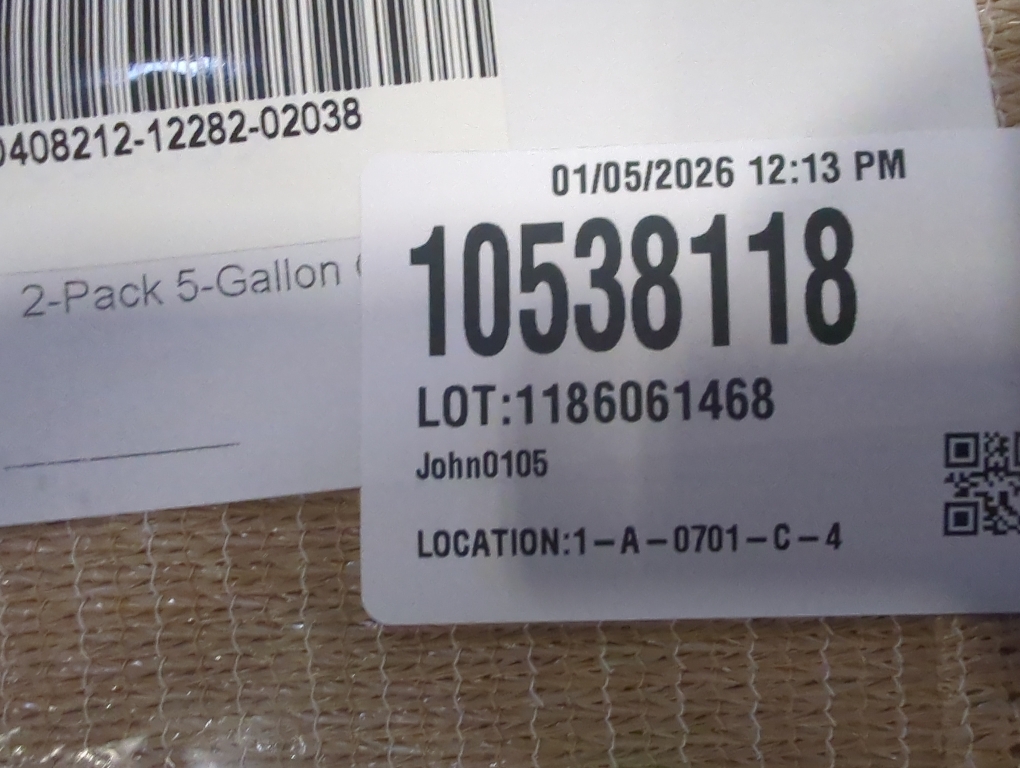 0408212-12282-02038
2-Pack 5-Gallon
01/05/2026 12:13 PM
10538118
LOT:1186061468
John0105
LOCATION:1-A-0701-C-4